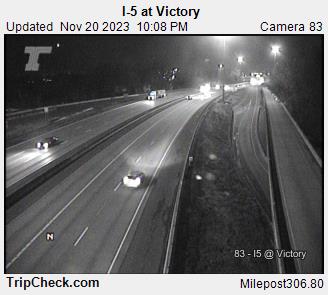 I-5 at Victory
Updated Nov 20 2023 10:08 PM Camera 83
T
N
83 - I5 @ Victory
TripCheck.com Milepost306.80